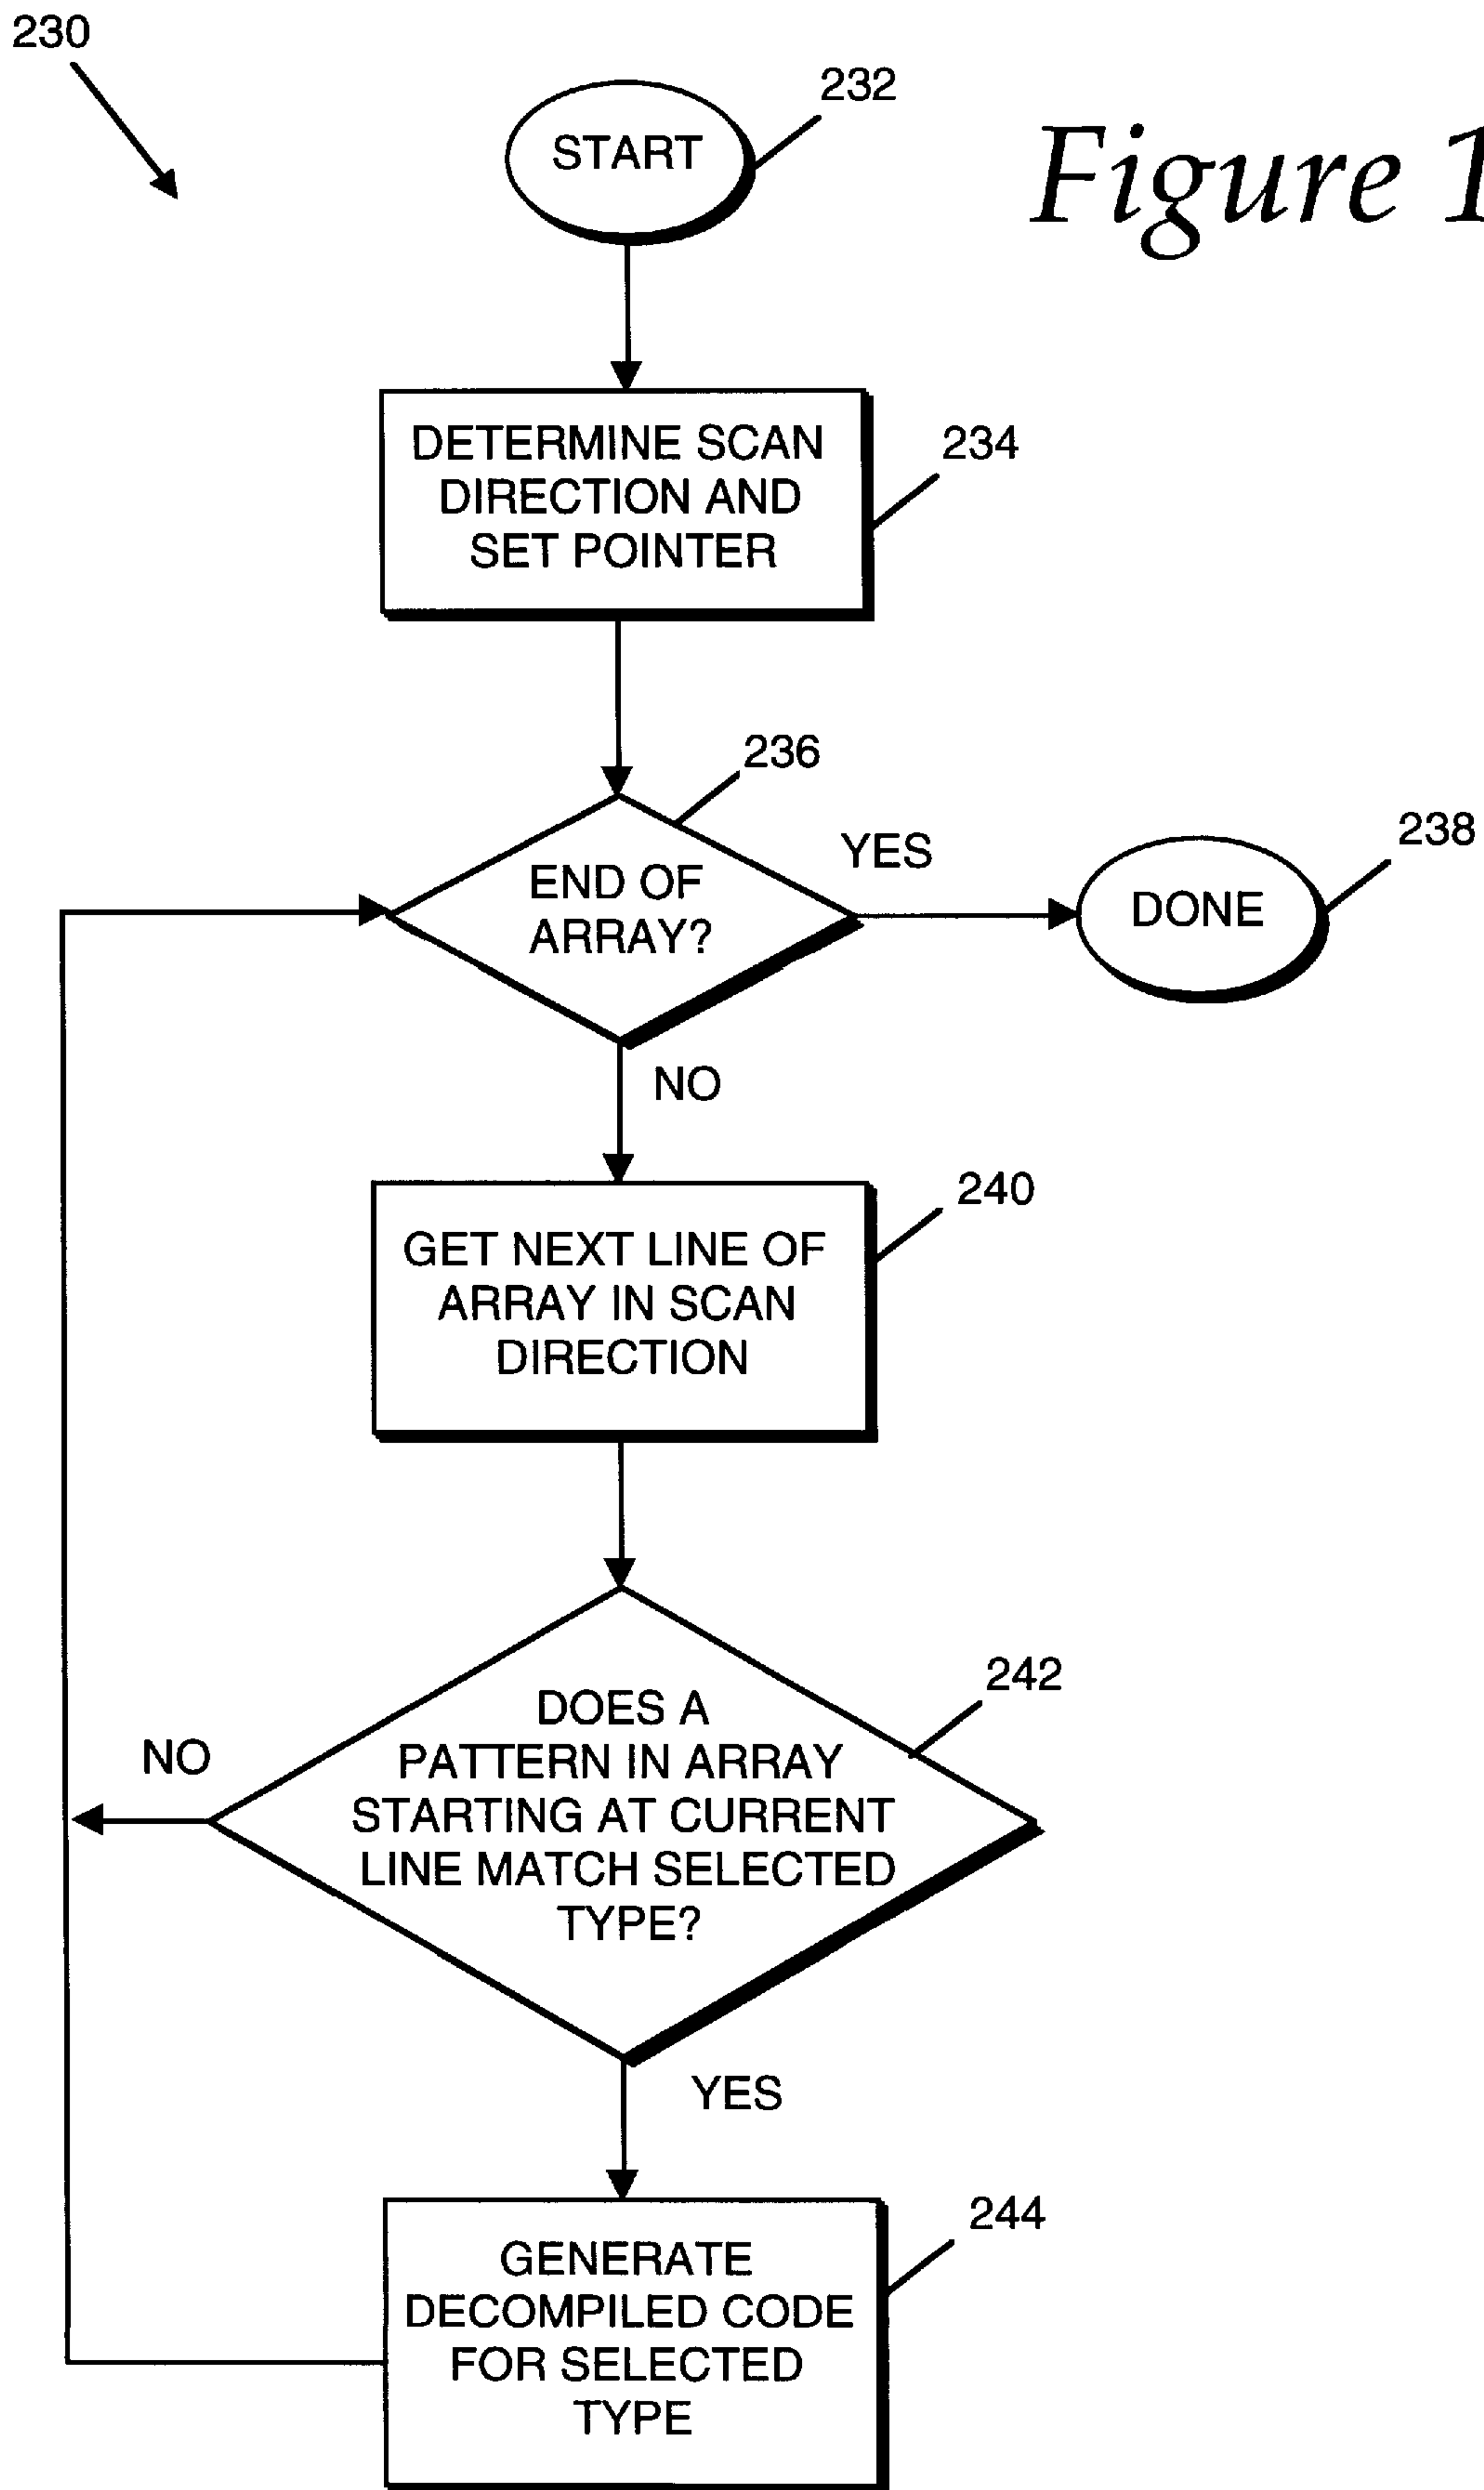 230
232
START
Figure 1
DETERMINE SCAN
DIRECTION AND
SET POINTER
234
236
END OF
ARRAY?
YES
DONE
238
NO
240
GET NEXT LINE OF
ARRAY IN SCAN
DIRECTION
242
DOES A
PATTERN IN ARRAY
STARTING AT CURRENT
LINE MATCH SELECTED
TYPE?
NO
YES
244
GENERATE
DECOMPILED CODE
FOR SELECTED
TYPE